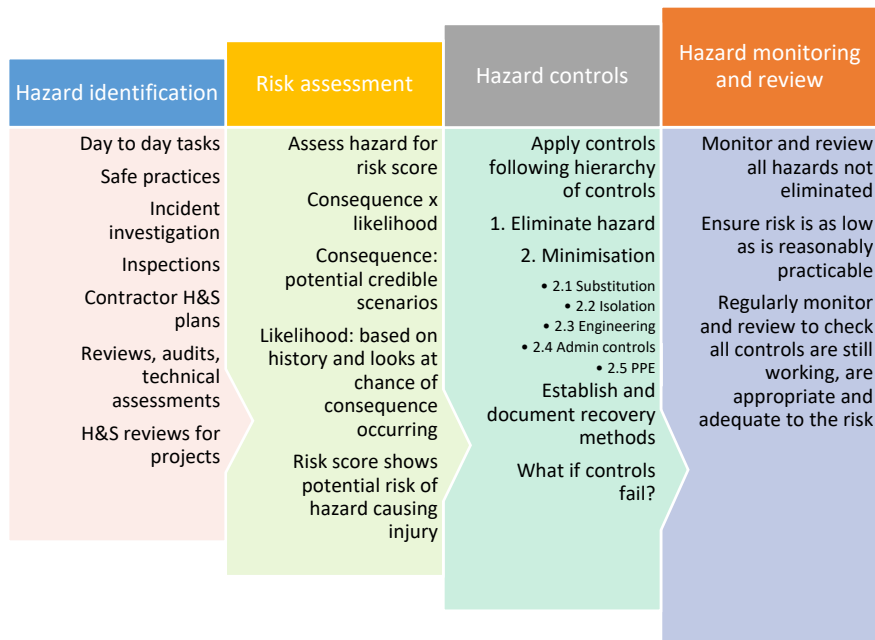 Hazard identification
Day to day tasks
Safe practices
Incident
investigation
Inspections
Contractor H&S
plans
Reviews, audits,
technical
assessments
H&S reviews for
projects
Risk assessment
Assess hazard for
risk score
Consequence x
likelihood
Consequence:
potential credible
scenarios
Likelihood: based on
history and looks at
chance of
consequence
occurring
Risk score shows
potential risk of
hazard causing
injury
Hazard controls
Apply controls
following hierarchy
of controls
1. Eliminate hazard
2. Minimisation
• 2.1 Substitution
• 2.2 Isolation
• 2.3 Engineering
• 2.4 Admin controls
• 2.5 PPE
Establish and
document recovery
methods
What if controls
fail?
Hazard monitoring
and review
Monitor and review
all hazards not
eliminated
Ensure risk is as low
as is reasonably
practicable
Regularly monitor
and review to check
all controls are still
working, are
appropriate and
adequate to the risk